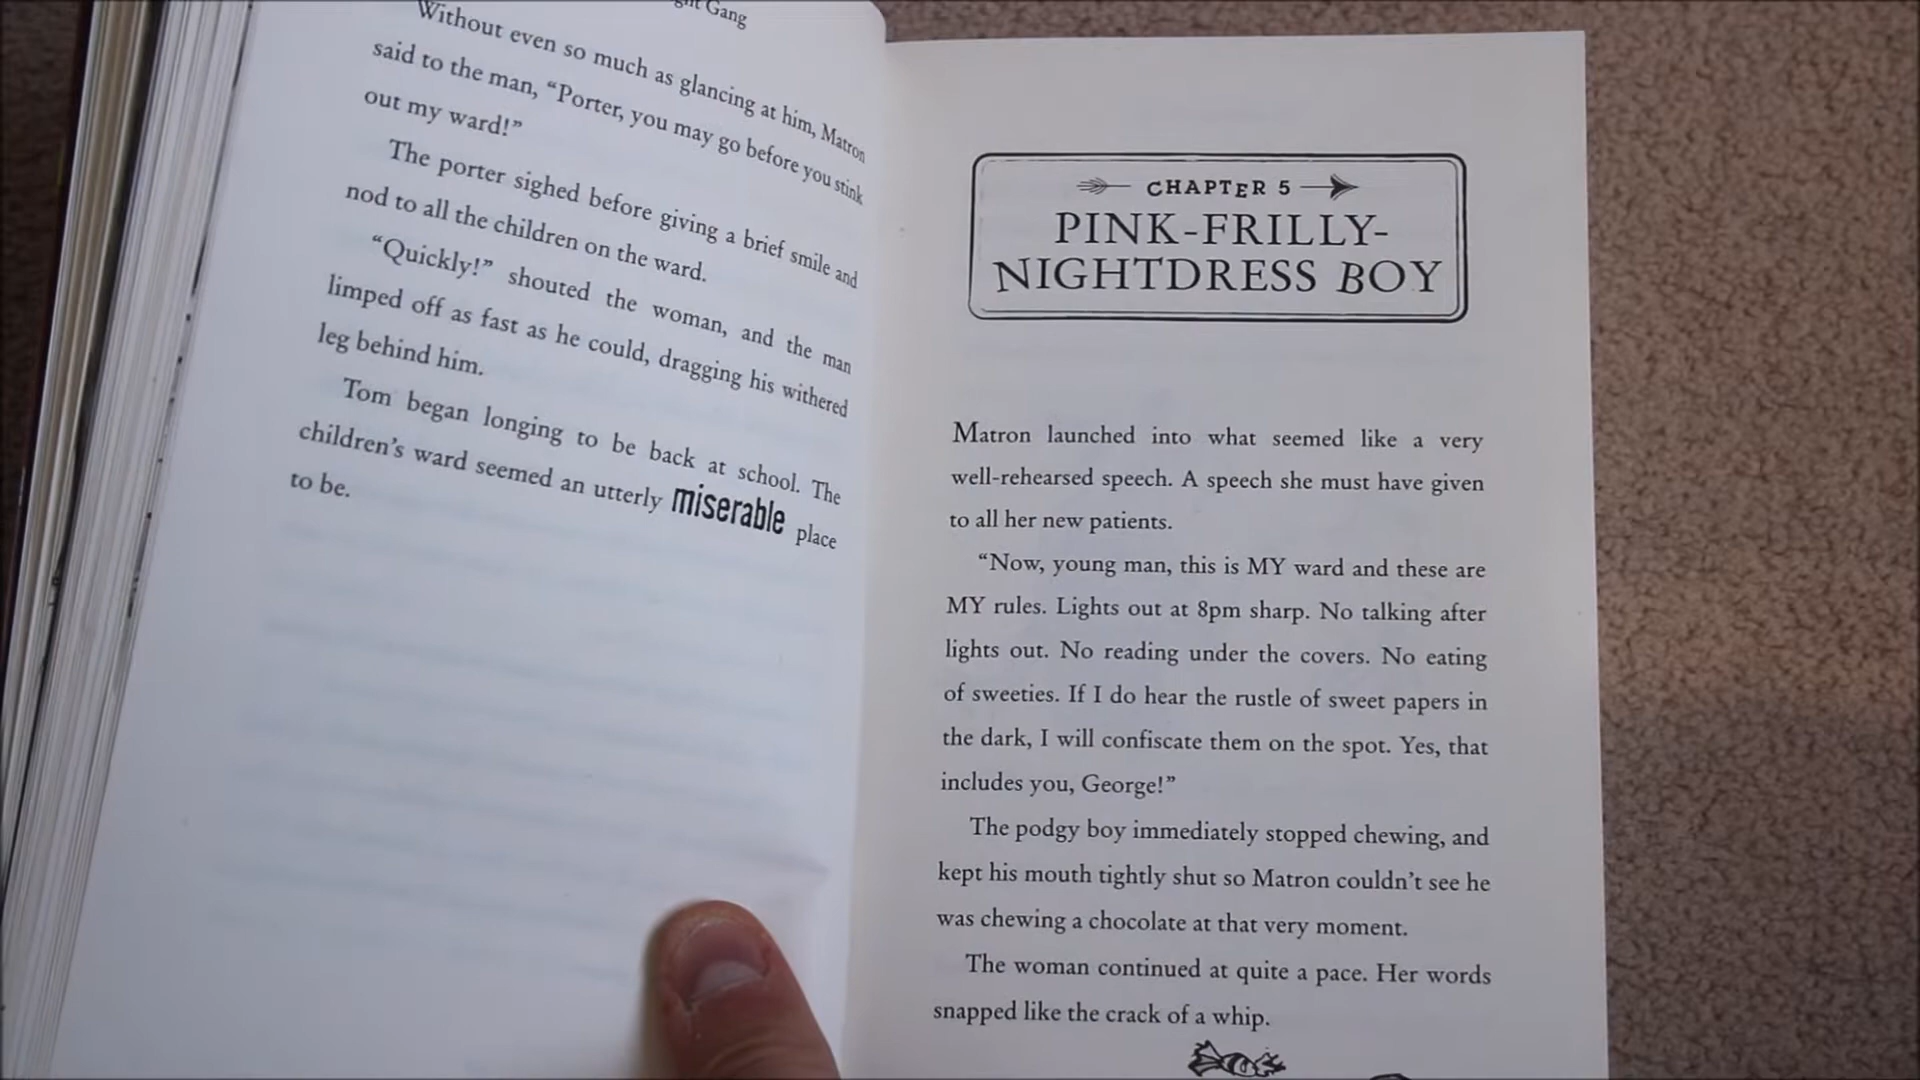 Gang
Without even so much as glancing at him, Matron
said to the man, “Porter, you may go before you stink
out my ward!”
The porter sighed before giving a brief smile and
nod to all the children on the ward.
“Quickly!” shouted the woman, and the man
limped off as fast as he could, dragging his withered
leg behind him.
Tom began longing to be back at school. The
children’s ward seemed an utterly miserable place
to be.
CHAPTER 5
PINK-FRILLY-
NIGHTDRESS BOY
Matron launched into what seemed like a very
well-rehearsed speech. A speech she must have given
to all her new patients.
“Now, young man, this is MY ward and these are
MY rules. Lights out at 8pm sharp. No talking after
lights out. No reading under the covers. No eating
of sweeties. If I do hear the rustle of sweet papers in
the dark, I will confiscate them on the spot. Yes, that
includes you, George!”
The podgy boy immediately stopped chewing, and
kept his mouth tightly shut so Matron couldn’t see he
was chewing a chocolate at that very moment.
The woman continued at quite a pace. Her words
snapped like the crack of a whip.